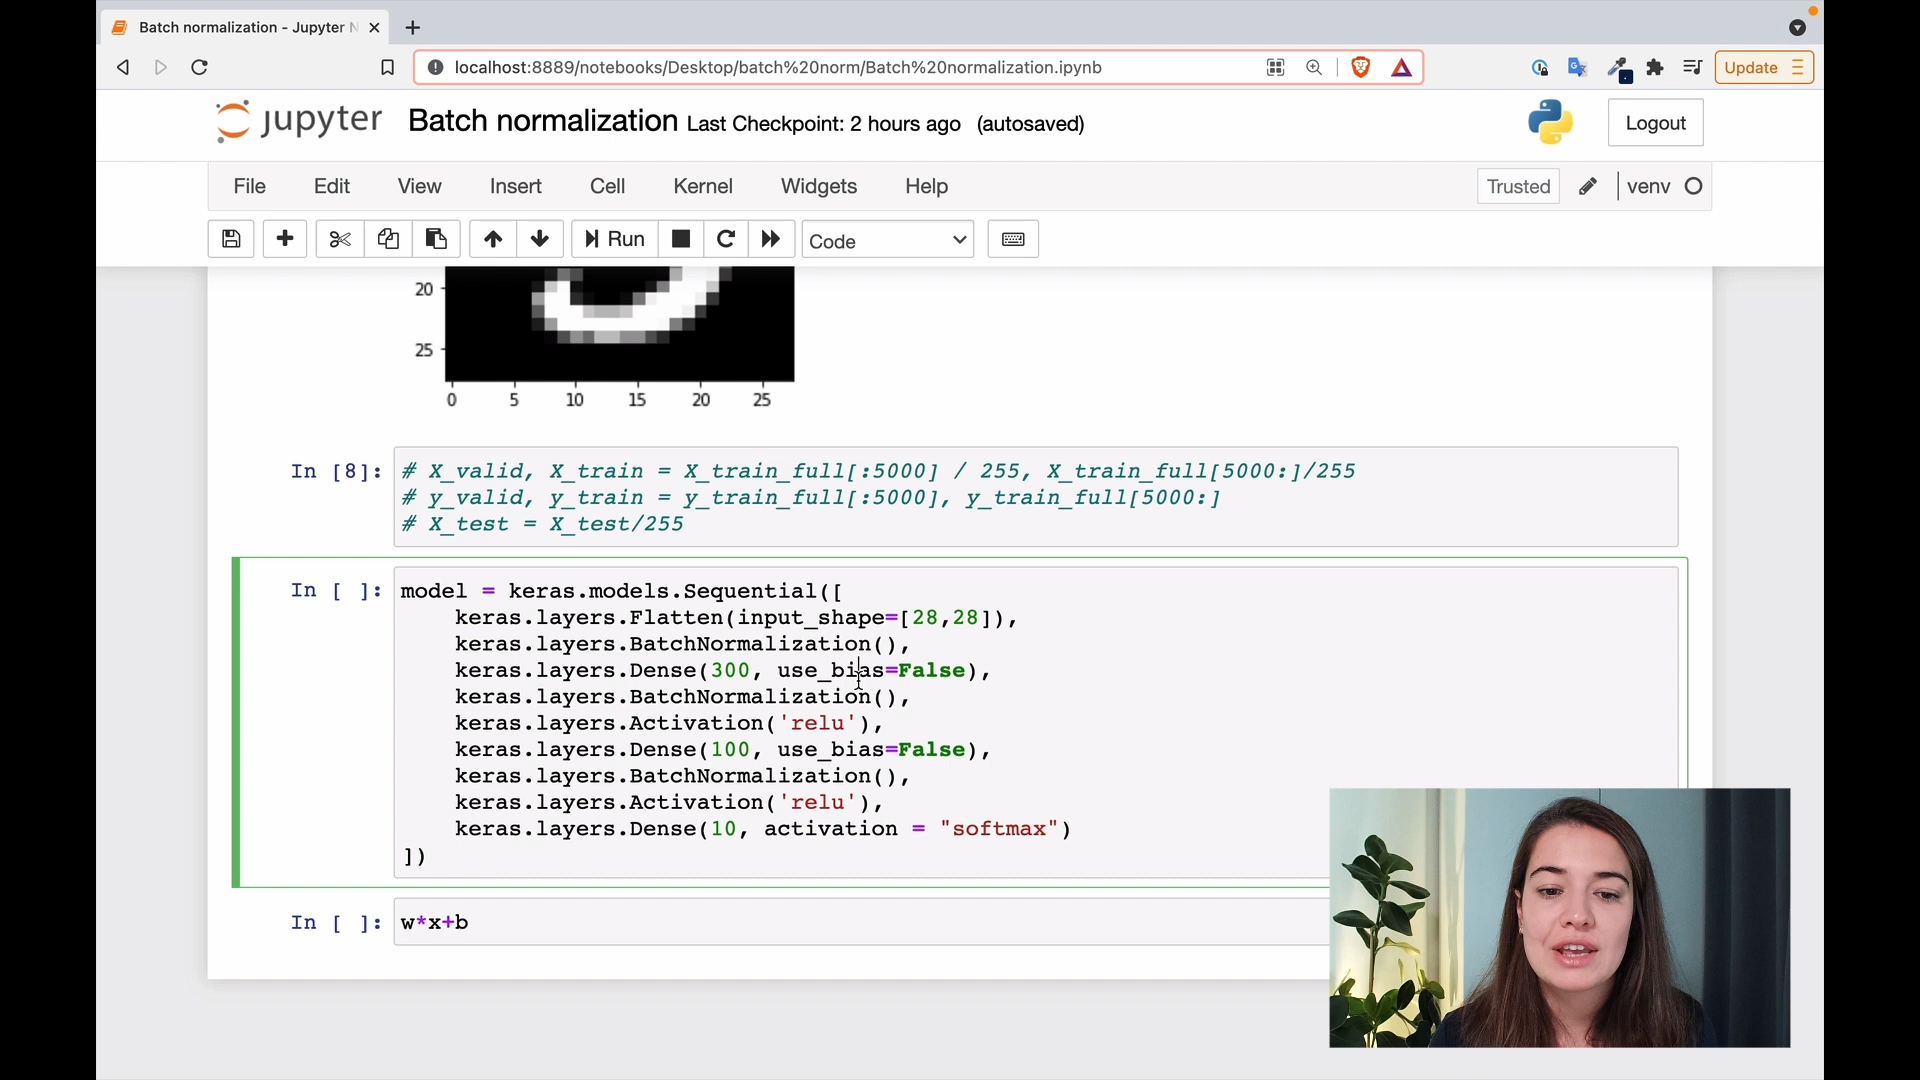 Batch normalization - Jupyter N
localhost:8889/notebooks/Desktop/batch%20norm/Batch%20normalization.ipynb
Update
jupyter Batch normalization Last Checkpoint: 2 hours ago (autosaved)
Logout
File Edit View Insert Cell Kernel Widgets Help
Trusted
venv
Run
Code
20
25
0 5 10 15 20 25
In [8]:
# X_valid, X_train = X_train_full[:5000] / 255, X_train_full[5000:]/255
# y_valid, y_train = y_train_full[:5000], y_train_full[5000:]
# X_test = X_test/255
In [ ]:
model = keras.models.Sequential([
    keras.layers.Flatten(input_shape=[28,28]),
    keras.layers.BatchNormalization(),
    keras.layers.Dense(300, use_bias=False),
    keras.layers.BatchNormalization(),
    keras.layers.Activation('relu'),
    keras.layers.Dense(100, use_bias=False),
    keras.layers.BatchNormalization(),
    keras.layers.Activation('relu'),
    keras.layers.Dense(10, activation = "softmax")
])
In [ ]:
w*x+b